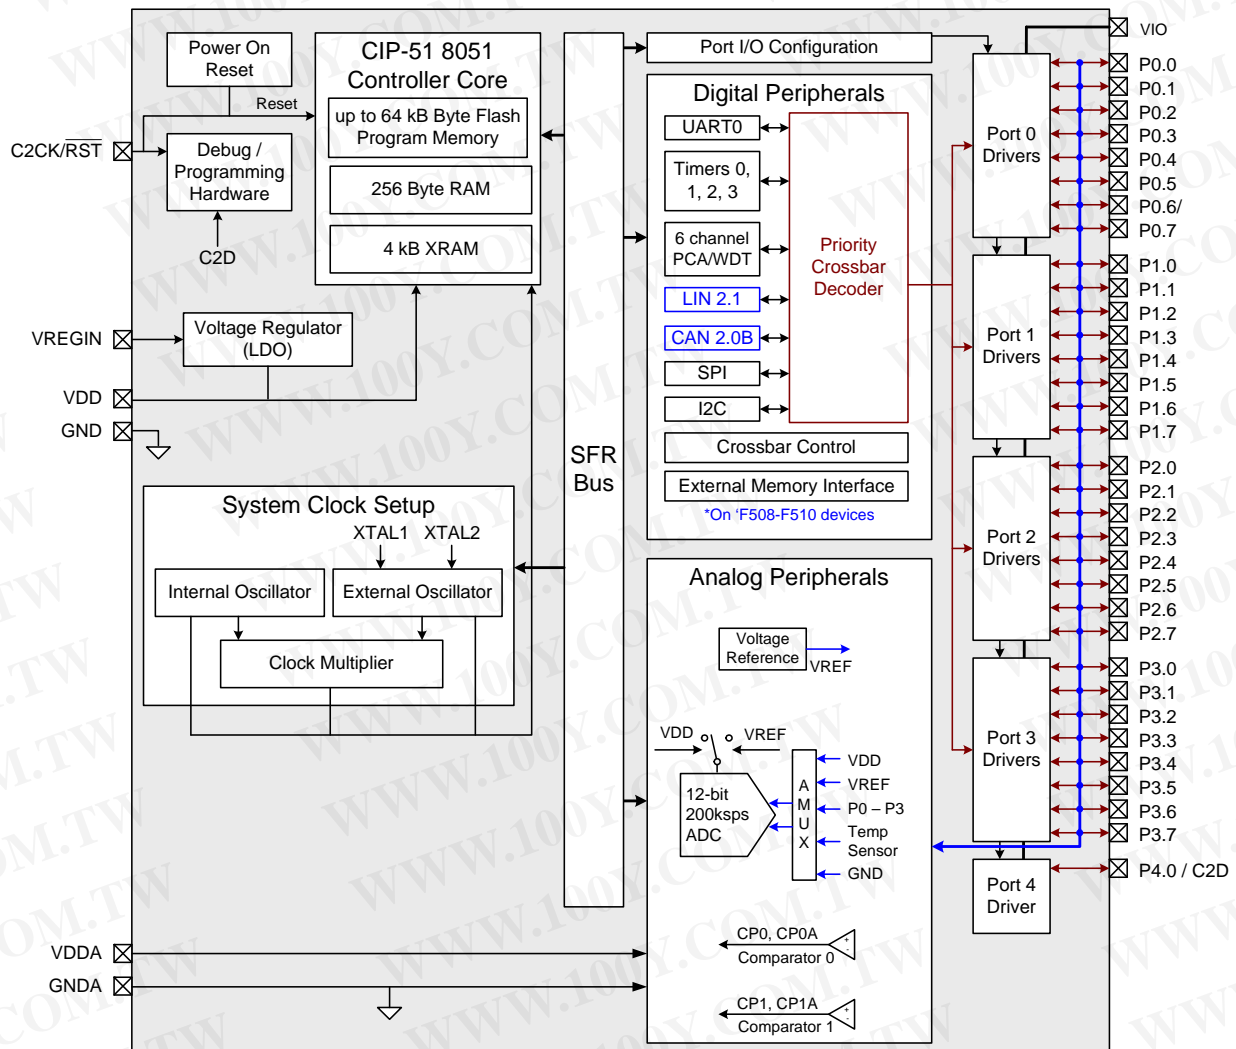 Power On
Reset
Reset
C2CK/RST
Debug /
Programming
Hardware
C2D
CIP-51 8051
Controller Core
up to 64 kB Byte Flash
Program Memory
256 Byte RAM
4 kB XRAM
VREGIN
Voltage Regulator
(LDO)
VDD
GND
System Clock Setup
XTAL1 XTAL2
Internal Oscillator
External Oscillator
Clock Multiplier
VDDA
GNDA
SFR
Bus
Port I/O Configuration
Digital Peripherals
UART0
Timers 0,
1, 2, 3
6 channel
PCA/WDT
LIN 2.1
CAN 2.0B
SPI
I2C
Priority
Crossbar
Decoder
Crossbar Control
External Memory Interface
*On ‘F508-F510 devices
Analog Peripherals
Voltage
Reference
VREF
VDD
VREF
12-bit
200ksps
ADC
A
M
U
X
VDD
VREF
P0 – P3
Temp
Sensor
GND
CP0, CP0A
Comparator 0
+
-
CP1, CP1A
Comparator 1
+
-
Port 0
Drivers
Port 1
Drivers
Port 2
Drivers
Port 3
Drivers
Port 4
Driver
VIO
P0.0
P0.1
P0.2
P0.3
P0.4
P0.5
P0.6/
P0.7
P1.0
P1.1
P1.2
P1.3
P1.4
P1.5
P1.6
P1.7
P2.0
P2.1
P2.2
P2.3
P2.4
P2.5
P2.6
P2.7
P3.0
P3.1
P3.2
P3.3
P3.4
P3.5
P3.6
P3.7
P4.0 / C2D
WWW.100Y.COM.TW